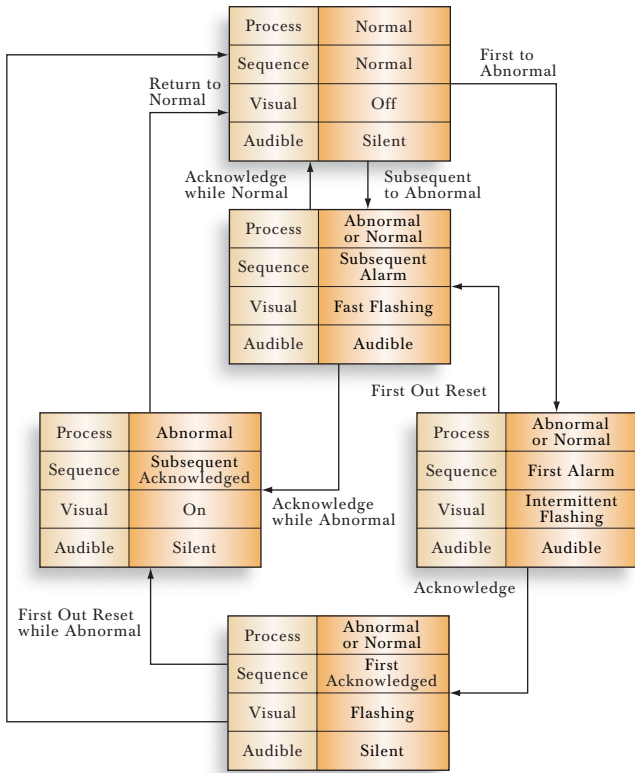 Process Normal
Sequence Normal
Visual Off
Audible Silent
First to
Abnormal
Return to
Normal
Acknowledge
while Normal
Subsequent
to Abnormal
Process Abnormal
or Normal
Sequence Subsequent
Alarm
Visual Fast Flashing
Audible Audible
First Out Reset
Process Abnormal
Sequence Subsequent
Acknowledged
Visual On
Audible Silent
Acknowledge
while Abnormal
Process Abnormal
or Normal
Sequence First Alarm
Visual Intermittent
Flashing
Audible Audible
Acknowledge
First Out Reset
while Abnormal
Process Abnormal
or Normal
Sequence First
Acknowledged
Visual Flashing
Audible Silent